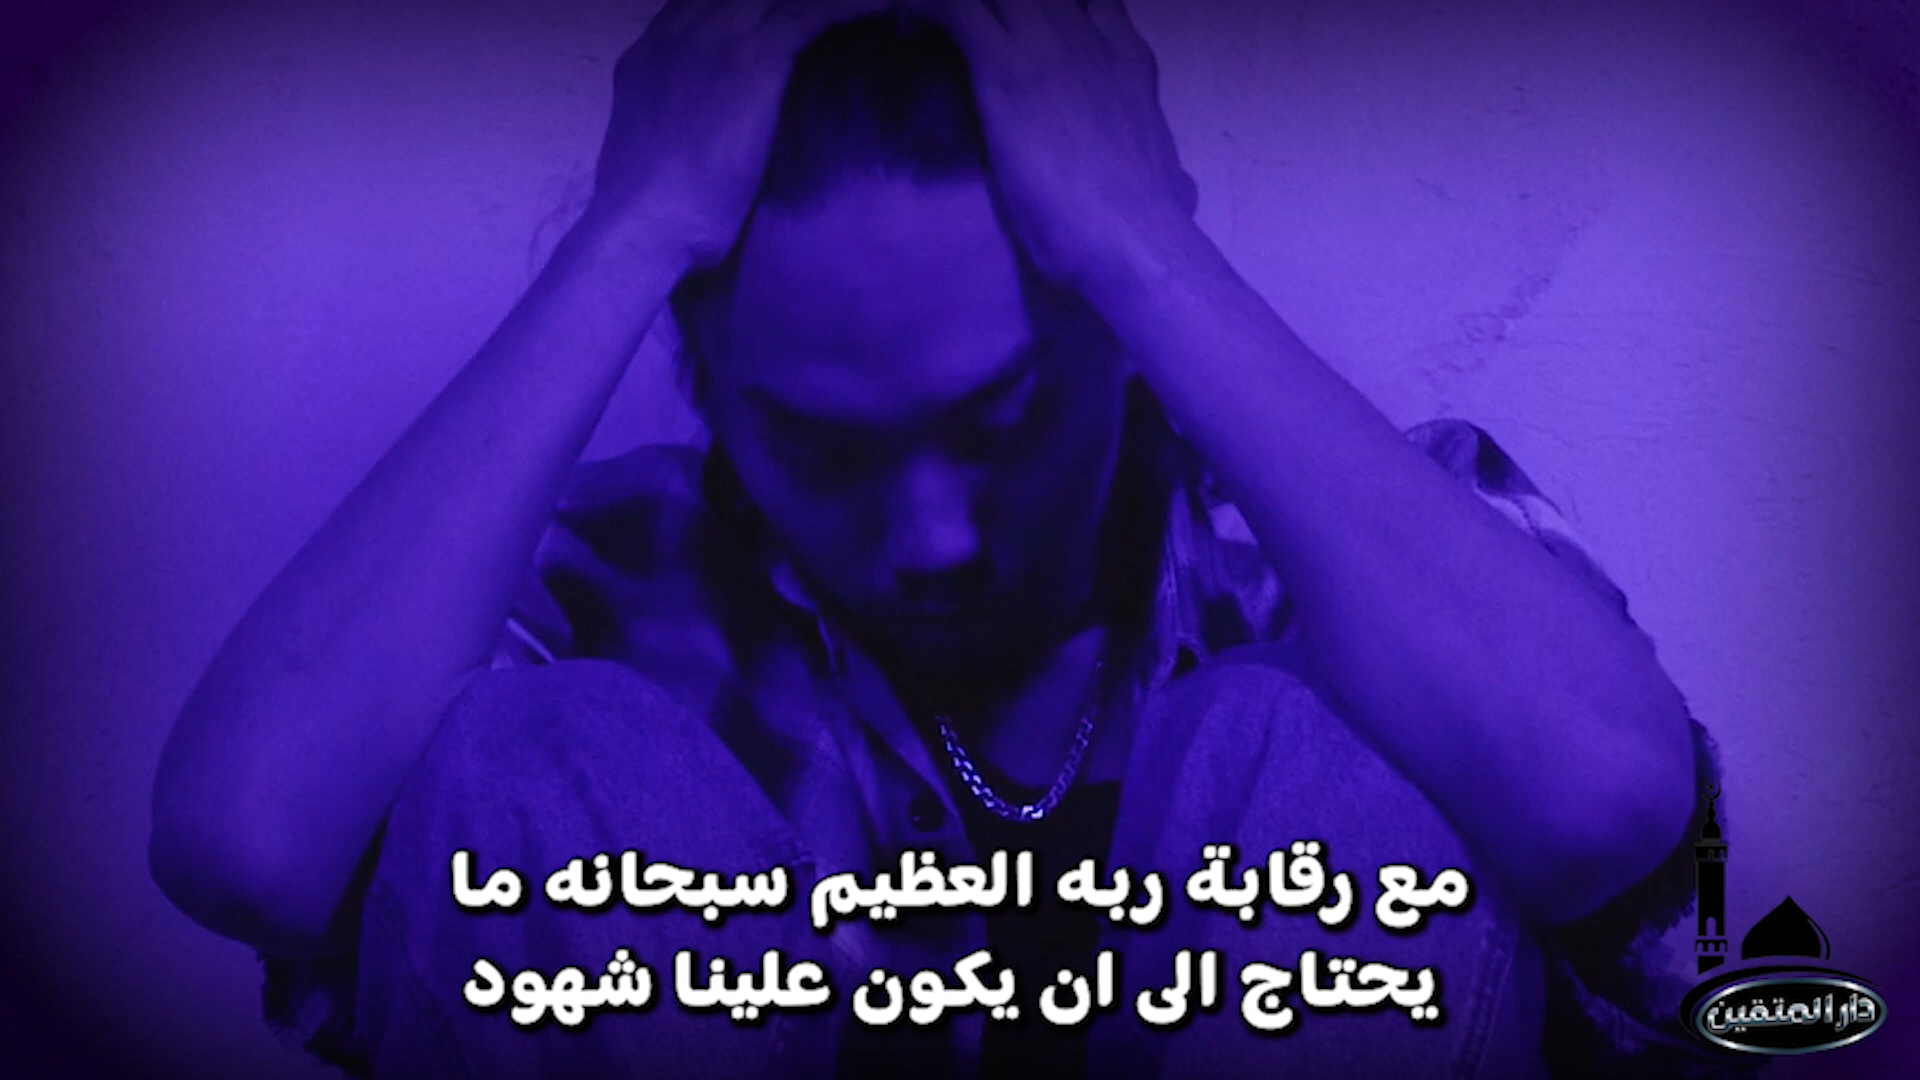 مع رقابة ربه العظيم سبحانه ما
يحتاج الى ان يكون علينا شهود
دار المتقين